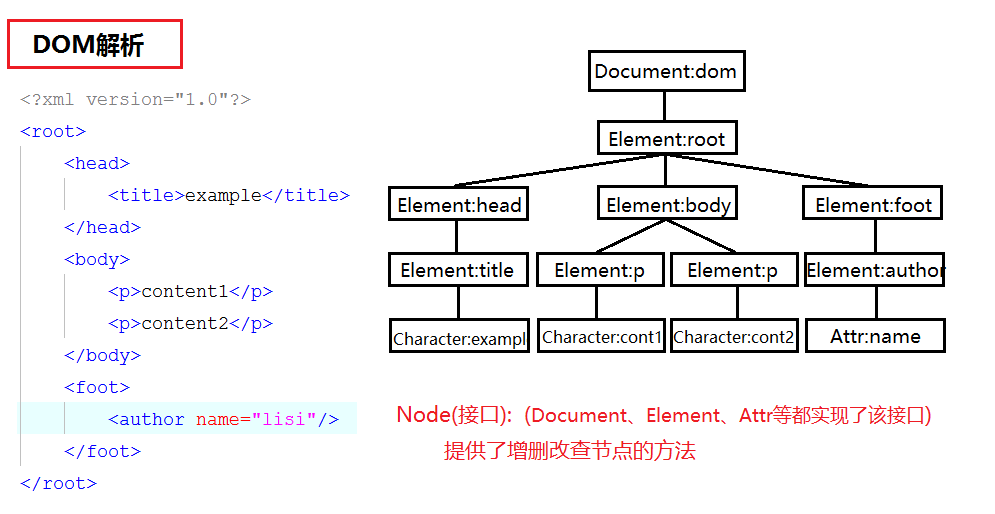 DOM解析
<?xml version="1.0"?>
<root>
<head>
<title>example</title>
</head>
<body>
<p>content1</p>
<p>content2</p>
</body>
<foot>
<author name="lisi"/>
</foot>
</root>
Document:dom
Element:root
Element:head Element:body Element:foot
Element:title Element:p Element:p Element:author
Character:exampl Character:cont1 Character:cont2 Attr:name
Node(接口):（Document、Element、Attr等都实现了该接口）
提供了增删改查节点的方法